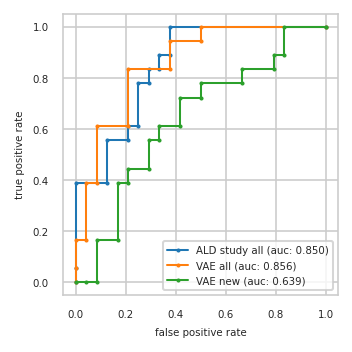 true positive rate
1.0
0.8
0.6
0.4
0.2
0.0
ALD study all (auc: 0.850)
VAE all (auc: 0.856)
VAE new (auc: 0.639)
0.0 0.2 0.4 0.6 0.8 1.0
false positive rate